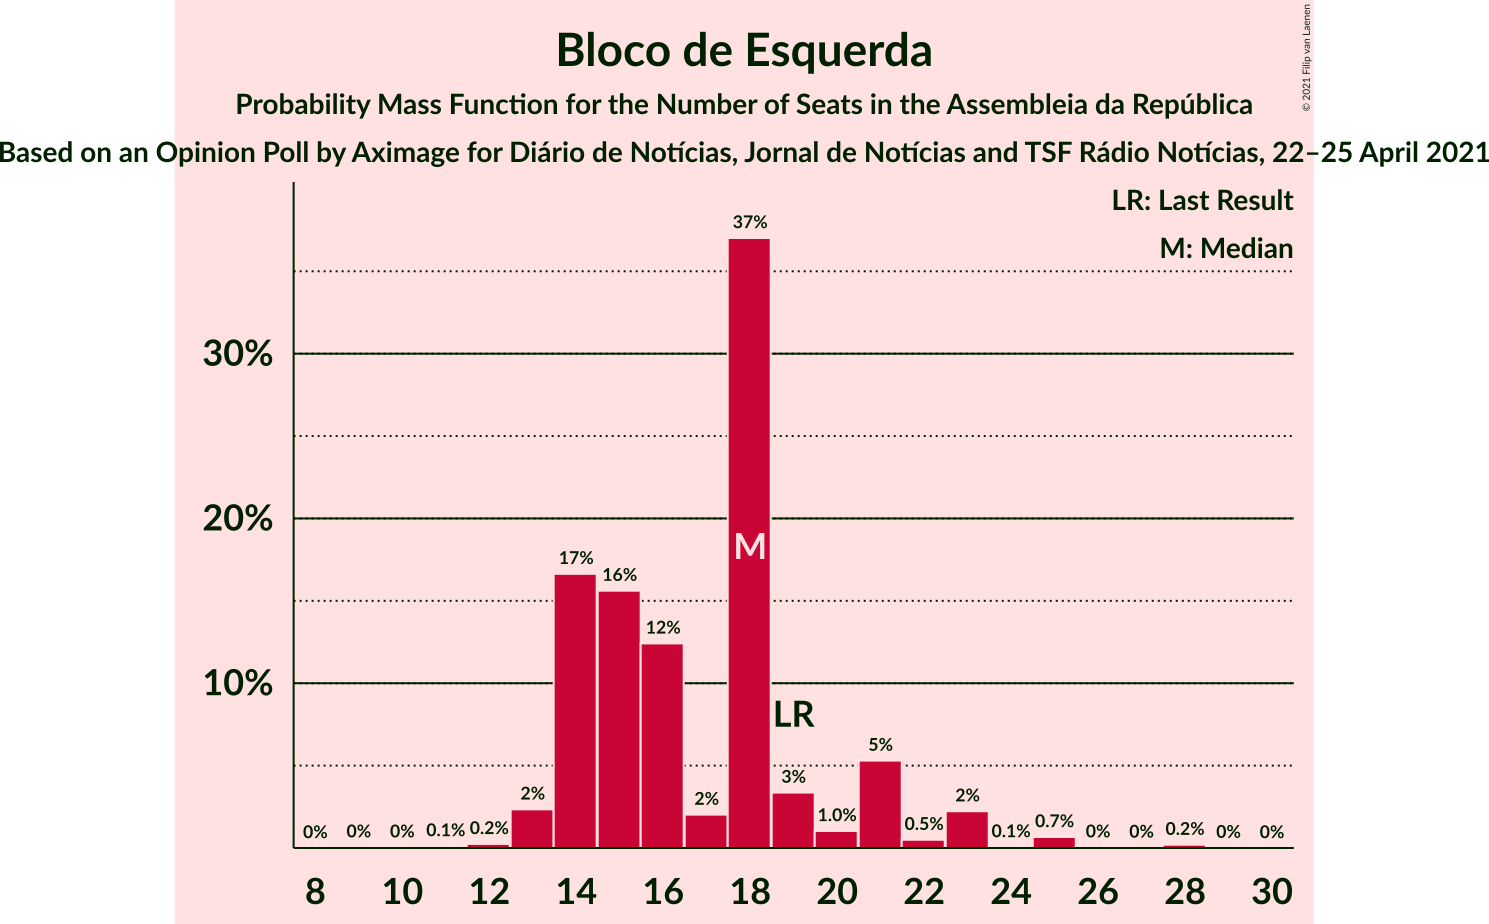 Bloco de Esquerda
Probability Mass Function for the Number of Seats in the Assembleia da República
Based on an Opinion Poll by Aximage for Diário de Notícias, Jornal de Notícias and TSF Rádio Notícias, 22–25 April 2021
© 2021 Filip van Laenen
LR: Last Result
M: Median
30%
20%
10%
0% 0% 0% 0.1% 0.2% 2% 17% 16% 12% 2% 37% 3% 1.0% 5% 0.5% 2% 0.1% 0.7% 0% 0% 0.2% 0% 0%
M
LR
8 10 12 14 16 18 20 22 24 26 28 30